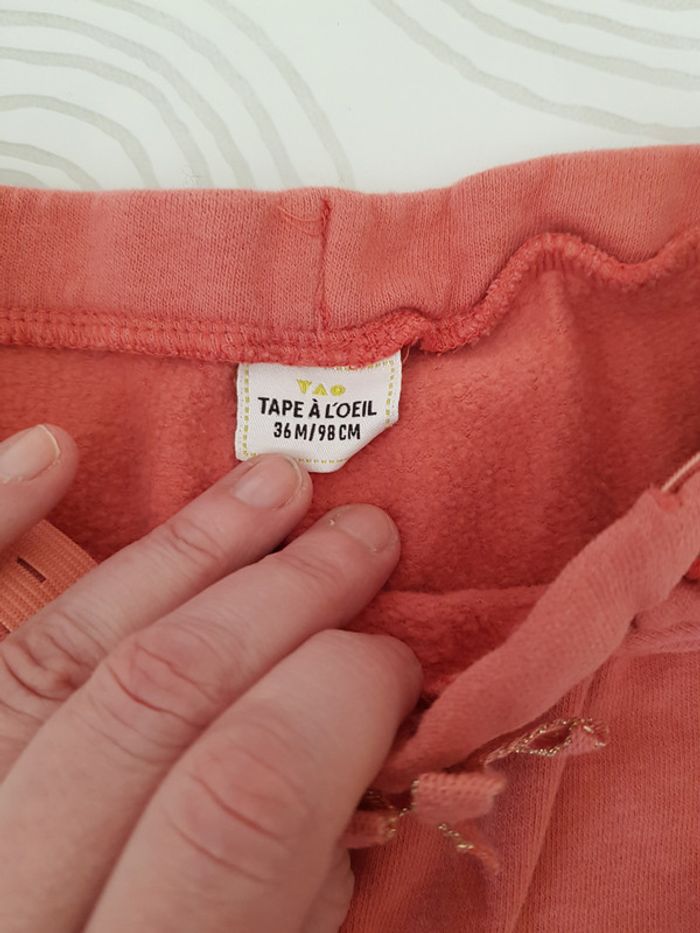 TAO
TAPE À L'OEIL
36M/98CM